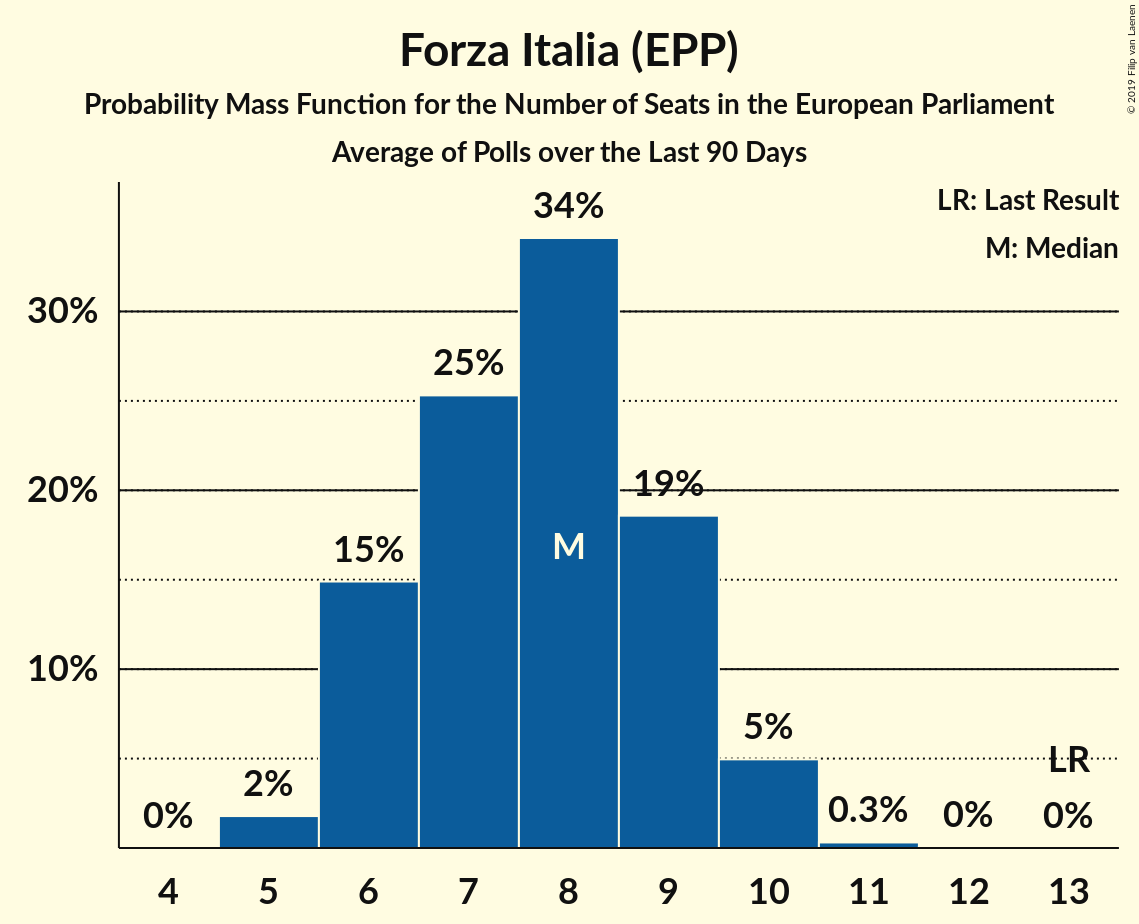 Forza Italia (EPP)
Probability Mass Function for the Number of Seats in the European Parliament
Average of Polls over the Last 90 Days
© 2019 Filip van Laenen
LR: Last Result
M: Median
34%
30%
25%
20%
19%
15%
M
10%
5%
LR
2%
0%
0.3%
0%
0%
4 5 6 7 8 9 10 11 12 13